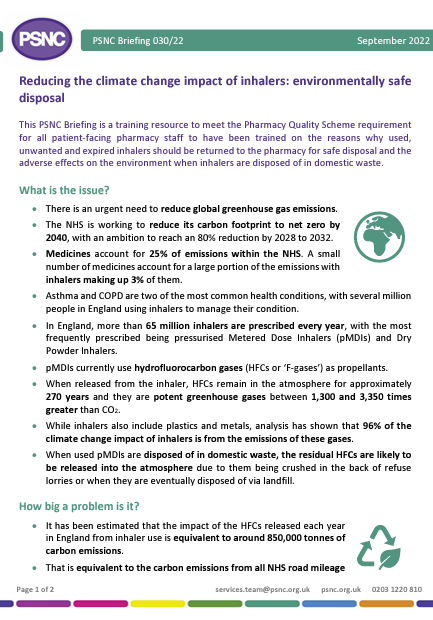 PSNC
PSNC Briefing 030/22
September 2022
Reducing the climate change impact of inhalers: environmentally safe
disposal
This PSNC Briefing is a training resource to meet the Pharmacy Quality Scheme requirement
for all patient-facing pharmacy staff to have been trained on the reasons why used,
unwanted and expired inhalers should be returned to the pharmacy for safe disposal and the
adverse effects on the environment when inhalers are disposed of in domestic waste.
What is the issue?
• There is an urgent need to reduce global greenhouse gas emissions.
• The NHS is working to reduce its carbon footprint to net zero by
2040, with an ambition to reach an 80% reduction by 2028 to 2032.
• Medicines account for 25% of emissions within the NHS. A small
number of medicines account for a large portion of the emissions with
inhalers making up 3% of them.
• Asthma and COPD are two of the most common health conditions, with several million
people in England using inhalers to manage their condition.
• In England, more than 65 million inhalers are prescribed every year, with the most
frequently prescribed being pressurised Metered Dose Inhalers (pMDIs) and Dry
Powder Inhalers.
• pMDIs currently use hydrofluorocarbon gases (HFCs or ‘F-gases’) as propellants.
• When released from the inhaler, HFCs remain in the atmosphere for approximately
270 years and they are potent greenhouse gases between 1,300 and 3,350 times
greater than CO₂.
• While inhalers also include plastics and metals, analysis has shown that 96% of the
climate change impact of inhalers is from the emissions of these gases.
• When used pMDIs are disposed of in domestic waste, the residual HFCs are likely to
be released into the atmosphere due to them being crushed in the back of refuse
lorries or when they are eventually disposed of via landfill.
How big a problem is it?
• It has been estimated that the impact of the HFCs released each year
in England from inhaler use is equivalent to around 850,000 tonnes of
carbon emissions.
• That is equivalent to the carbon emissions from all NHS road mileage
Page 1 of 2
services.team@psnc.org.uk psnc.org.uk 0203 1220 810